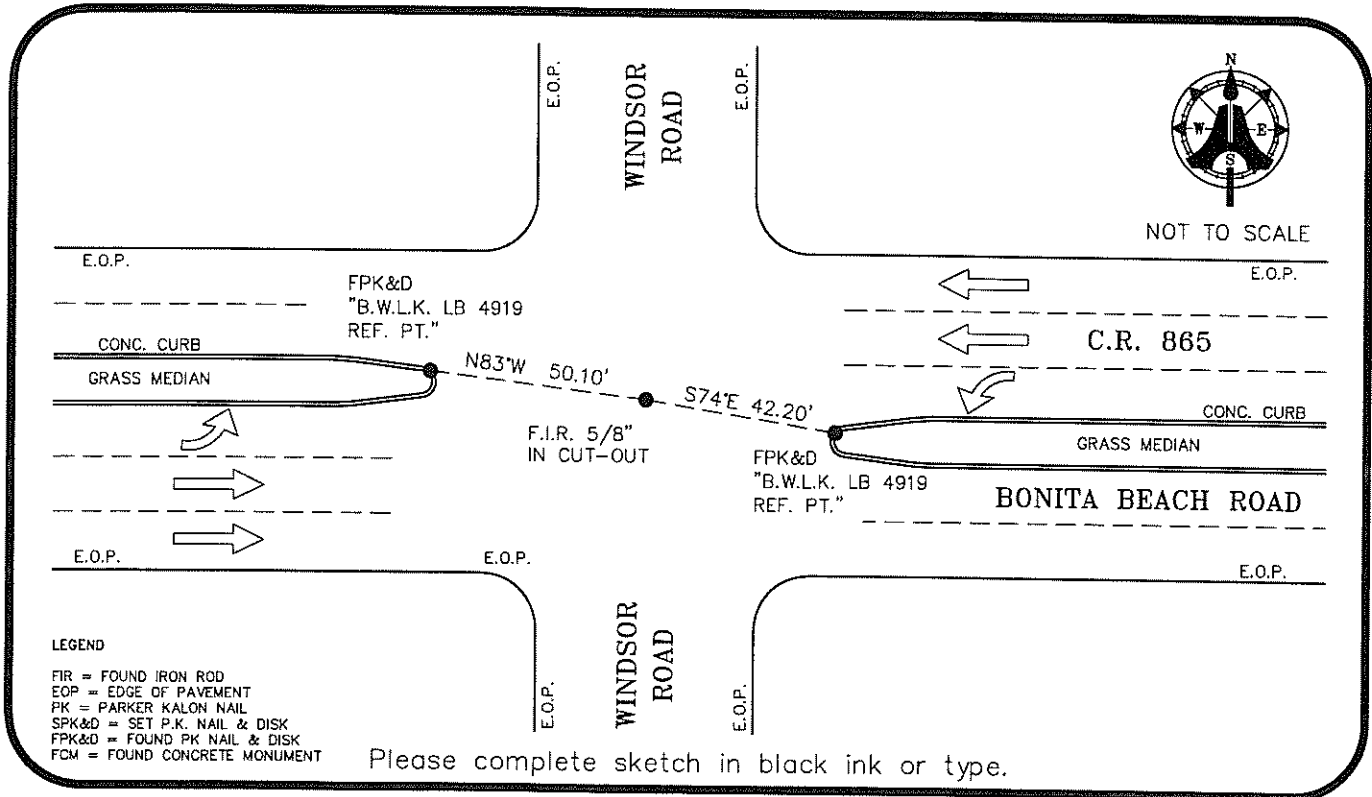 E.O.P.
WINDSOR
ROAD
E.O.P.
N
W
E
S
NOT TO SCALE
E.O.P.
E.O.P.
FPK&D
"B.W.L.K. LB 4919
REF. PT."
C.R. 865
CONC. CURB
GRASS MEDIAN
N83°W 50.10'
S74°E 42.20'
CONC. CURB
GRASS MEDIAN
F.I.R. 5/8"
IN CUT-OUT
FPK&D
"B.W.L.K. LB 4919
REF. PT."
BONITA BEACH ROAD
E.O.P.
E.O.P.
E.O.P.
WINDSOR
ROAD
E.O.P.
E.O.P.
LEGEND
FIR = FOUND IRON ROD
EOP = EDGE OF PAVEMENT
PK = PARKER KALON NAIL
SPK&D = SET P.K. NAIL & DISK
FPK&D = FOUND PK NAIL & DISK
FCM = FOUND CONCRETE MONUMENT
Please complete sketch in black ink or type.